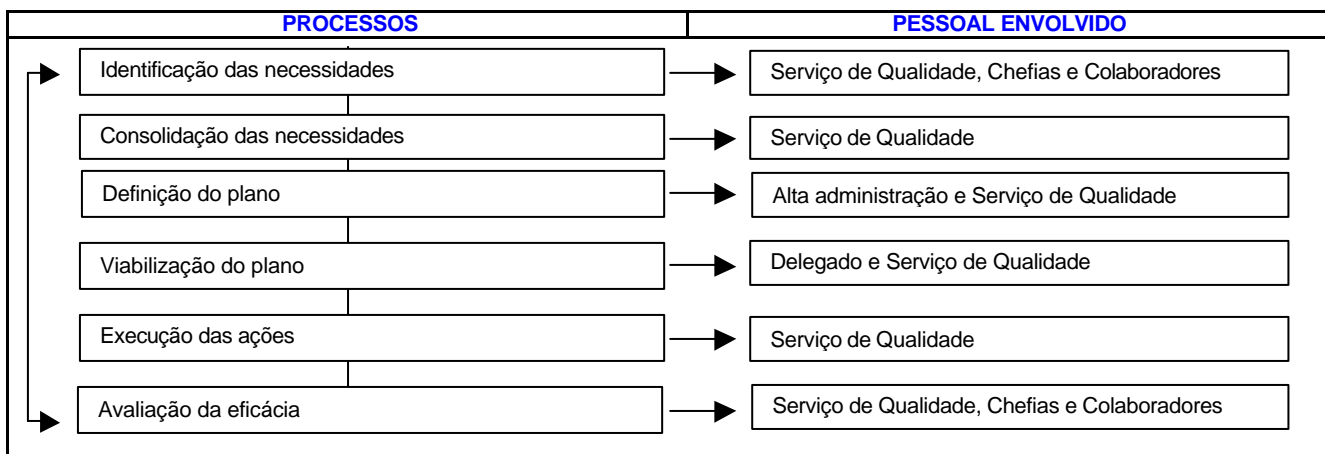 PROCESSOS PESSOAL ENVOLVIDO
Identificação das necessidades Serviço de Qualidade, Chefias e Colaboradores
Consolidação das necessidades Serviço de Qualidade
Definição do plano Alta administração e Serviço de Qualidade
Viabilização do plano Delegado e Serviço de Qualidade
Execução das ações Serviço de Qualidade
Avaliação da eficácia Serviço de Qualidade, Chefias e Colaboradores